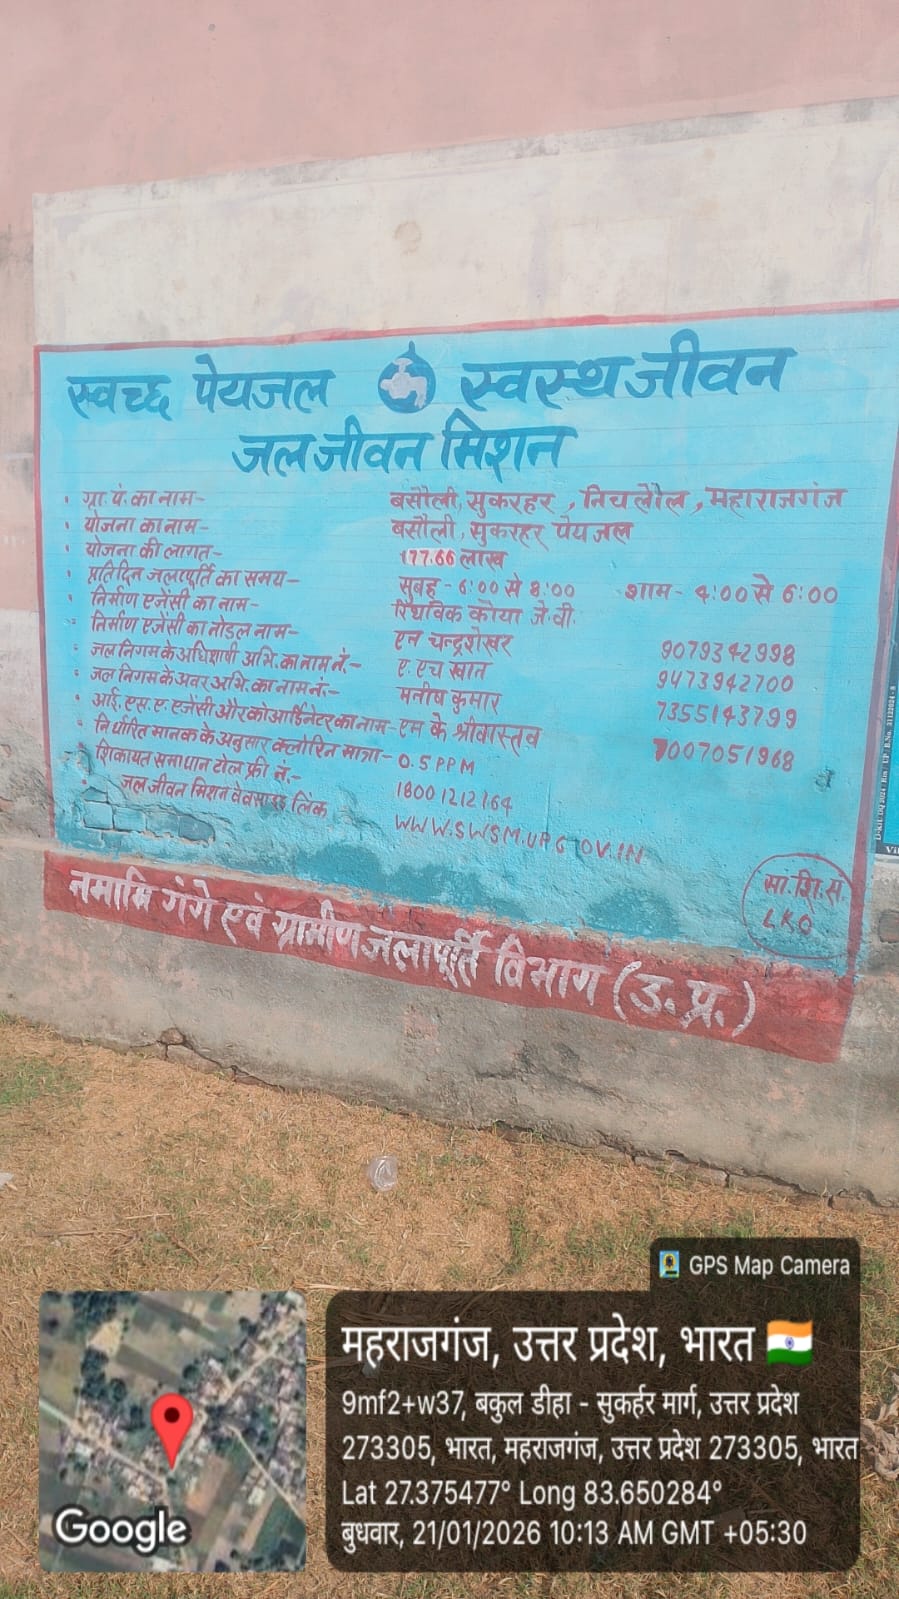 स्वच्छ पेयजल स्वस्थ जीवन
जल जीवन मिशन
• ग्रा. पं. का नाम- बसौली, सुकरहर, निचलौल, महाराजगंज
• योजना का नाम- बसौली, सुकरहर पेयजल
• योजना की लागत- 177.66 लाख
• प्रतिदिन जलापूर्ति का समय- सुबह - 6:00 से 8:00 शाम- 4:00 से 6:00
• निर्माण एजेंसी का नाम- कोया जे.वी.
• निर्माण एजेंसी का नोडल नाम- एन चन्द्रशेखर 9079342998
• जल निगम के अधिशाषी अभि. का नाम नं.- ए. एच खान 9473942700
• जल निगम के अवर अभि. का नाम नं.- मनीष कुमार 7355143799
• आई. एस. ए. एजेंसी और कोआर्डिनेटर का नाम- एम के श्रीवास्तव 7007051968
• निर्धारित मानक के अनुसार क्लोरिन मात्रा- 0.5 PPM
शिकायत समाधान टोल फ्री नं.- 18001212164
जल जीवन मिशन वेवसाइड लिंक WWW.SWSM.UP.GOV.IN
सा. शि. सं.
LKO
नमामि गंगे एवं ग्रामीण जलापूर्ति विभाग (उ. प्र.)
GPS Map Camera
महराजगंज, उत्तर प्रदेश, भारत
9mf2+w37, बकुल डीहा - सुकर्हर मार्ग, उत्तर प्रदेश
273305, भारत, महराजगंज, उत्तर प्रदेश 273305, भारत
Lat 27.375477° Long 83.650284°
बुधवार, 21/01/2026 10:13 AM GMT +05:30
Google